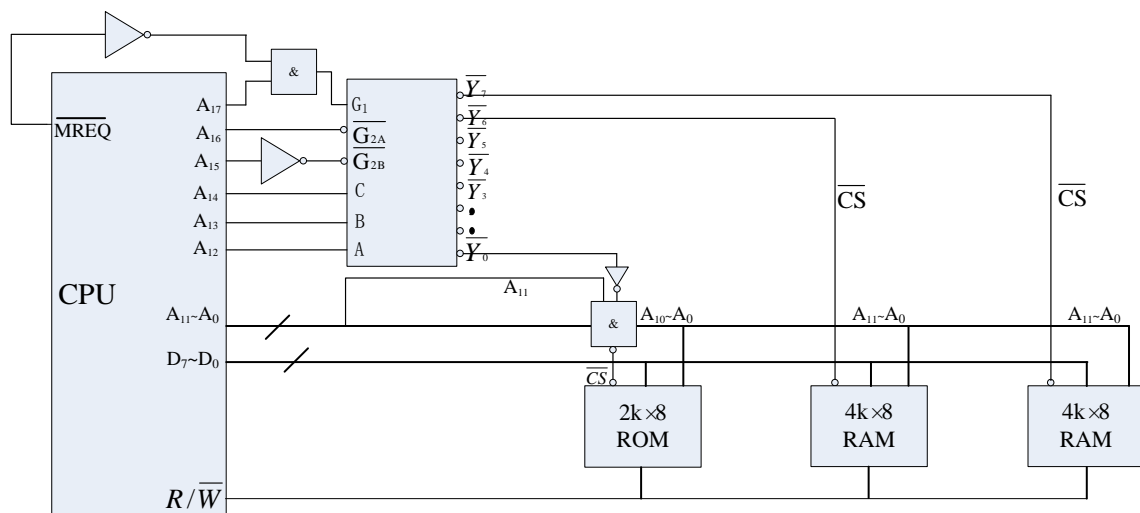 &
A₁₇
MREQ
A₁₆
A₁₅
A₁₄
A₁₃
A₁₂
CPU
A₁₁~A₀
D₇~D₀
R/W̅
G₁
G₂A
G₂B
C
B
A
Y₇
Y₆
Y₅
Y₄
Y₃
Y₀
CS
CS
A₁₁
&
A₁₀~A₀
A₁₁~A₀
A₁₁~A₀
CS
2k×8
ROM
4k×8
RAM
4k×8
RAM